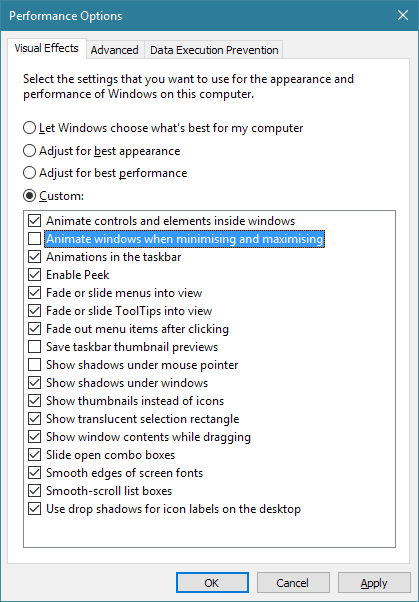 Performance Options
Visual Effects Advanced Data Execution Prevention
Select the settings that you want to use for the appearance and
performance of Windows on this computer.
Let Windows choose what's best for my computer
Adjust for best appearance
Adjust for best performance
Custom:
Animate controls and elements inside windows
Animate windows when minimising and maximising
Animations in the taskbar
Enable Peek
Fade or slide menus into view
Fade or slide ToolTips into view
Fade out menu items after clicking
Save taskbar thumbnail previews
Show shadows under mouse pointer
Show shadows under windows
Show thumbnails instead of icons
Show translucent selection rectangle
Show window contents while dragging
Slide open combo boxes
Smooth edges of screen fonts
Smooth-scroll list boxes
Use drop shadows for icon labels on the desktop
OK Cancel Apply